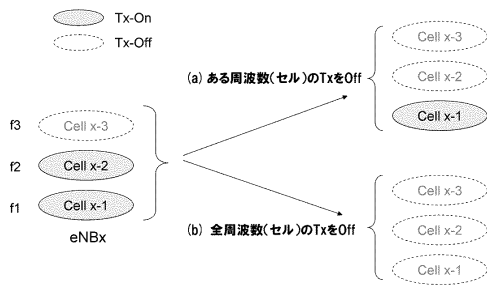 Tx-On
Tx-Off
f3
Cell x-3
f2
Cell x-2
f1
Cell x-1
eNBx
(a) ある周波数(セル)のTxをOff
Cell x-3
Cell x-2
Cell x-1
(b) 全周波数(セル)のTxをOff
Cell x-3
Cell x-2
Cell x-1